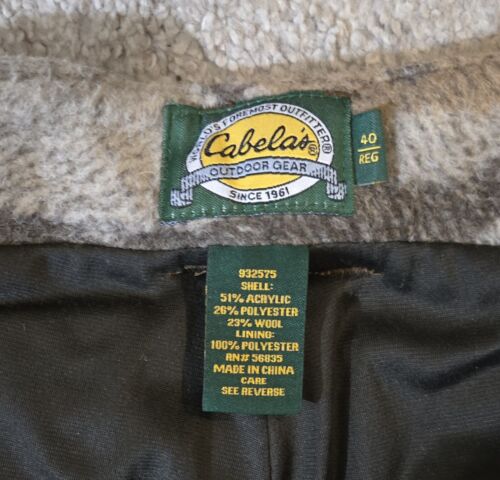 WORLD'S FOREMOST OUTFITTER®
Cabela's®
OUTDOOR GEAR
SINCE 1961
40
REG
932575
SHELL:
51% ACRYLIC
26% POLYESTER
23% WOOL
LINING:
100% POLYESTER
RN# 56835
MADE IN CHINA
CARE
SEE REVERSE